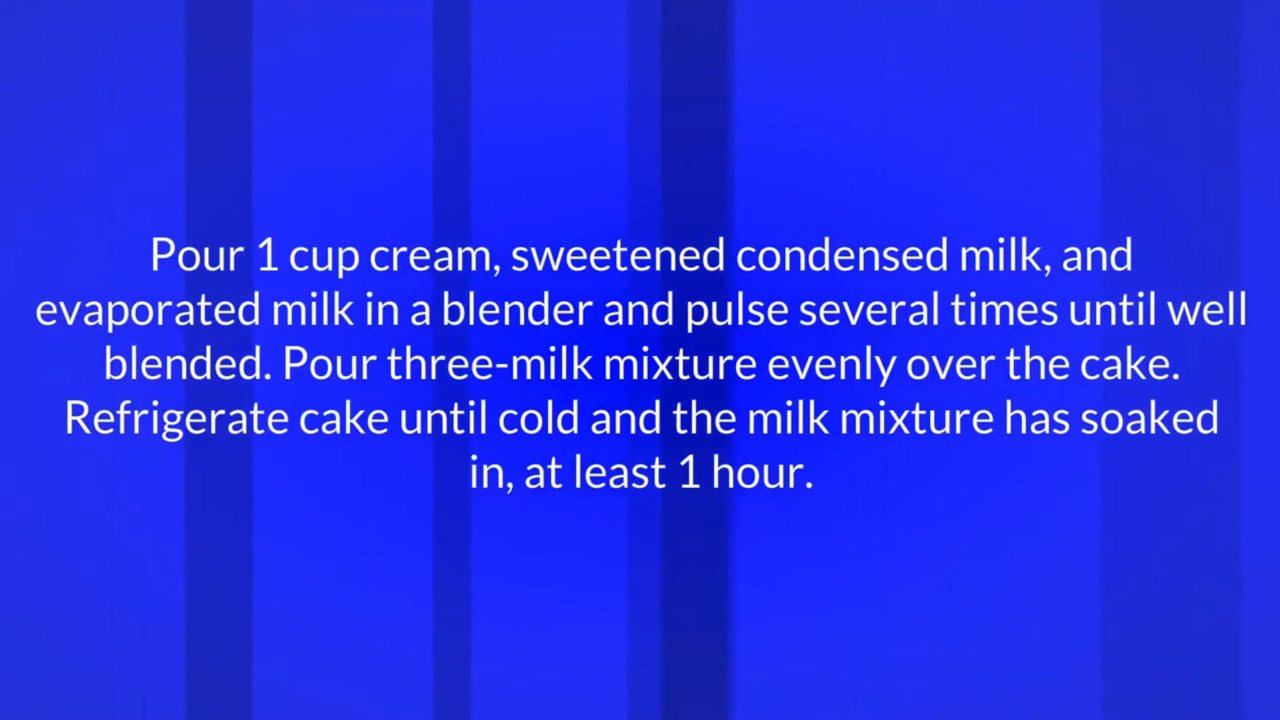 Pour 1 cup cream, sweetened condensed milk, and
evaporated milk in a blender and pulse several times until well
blended. Pour three-milk mixture evenly over the cake.
Refrigerate cake until cold and the milk mixture has soaked
in, at least 1 hour.